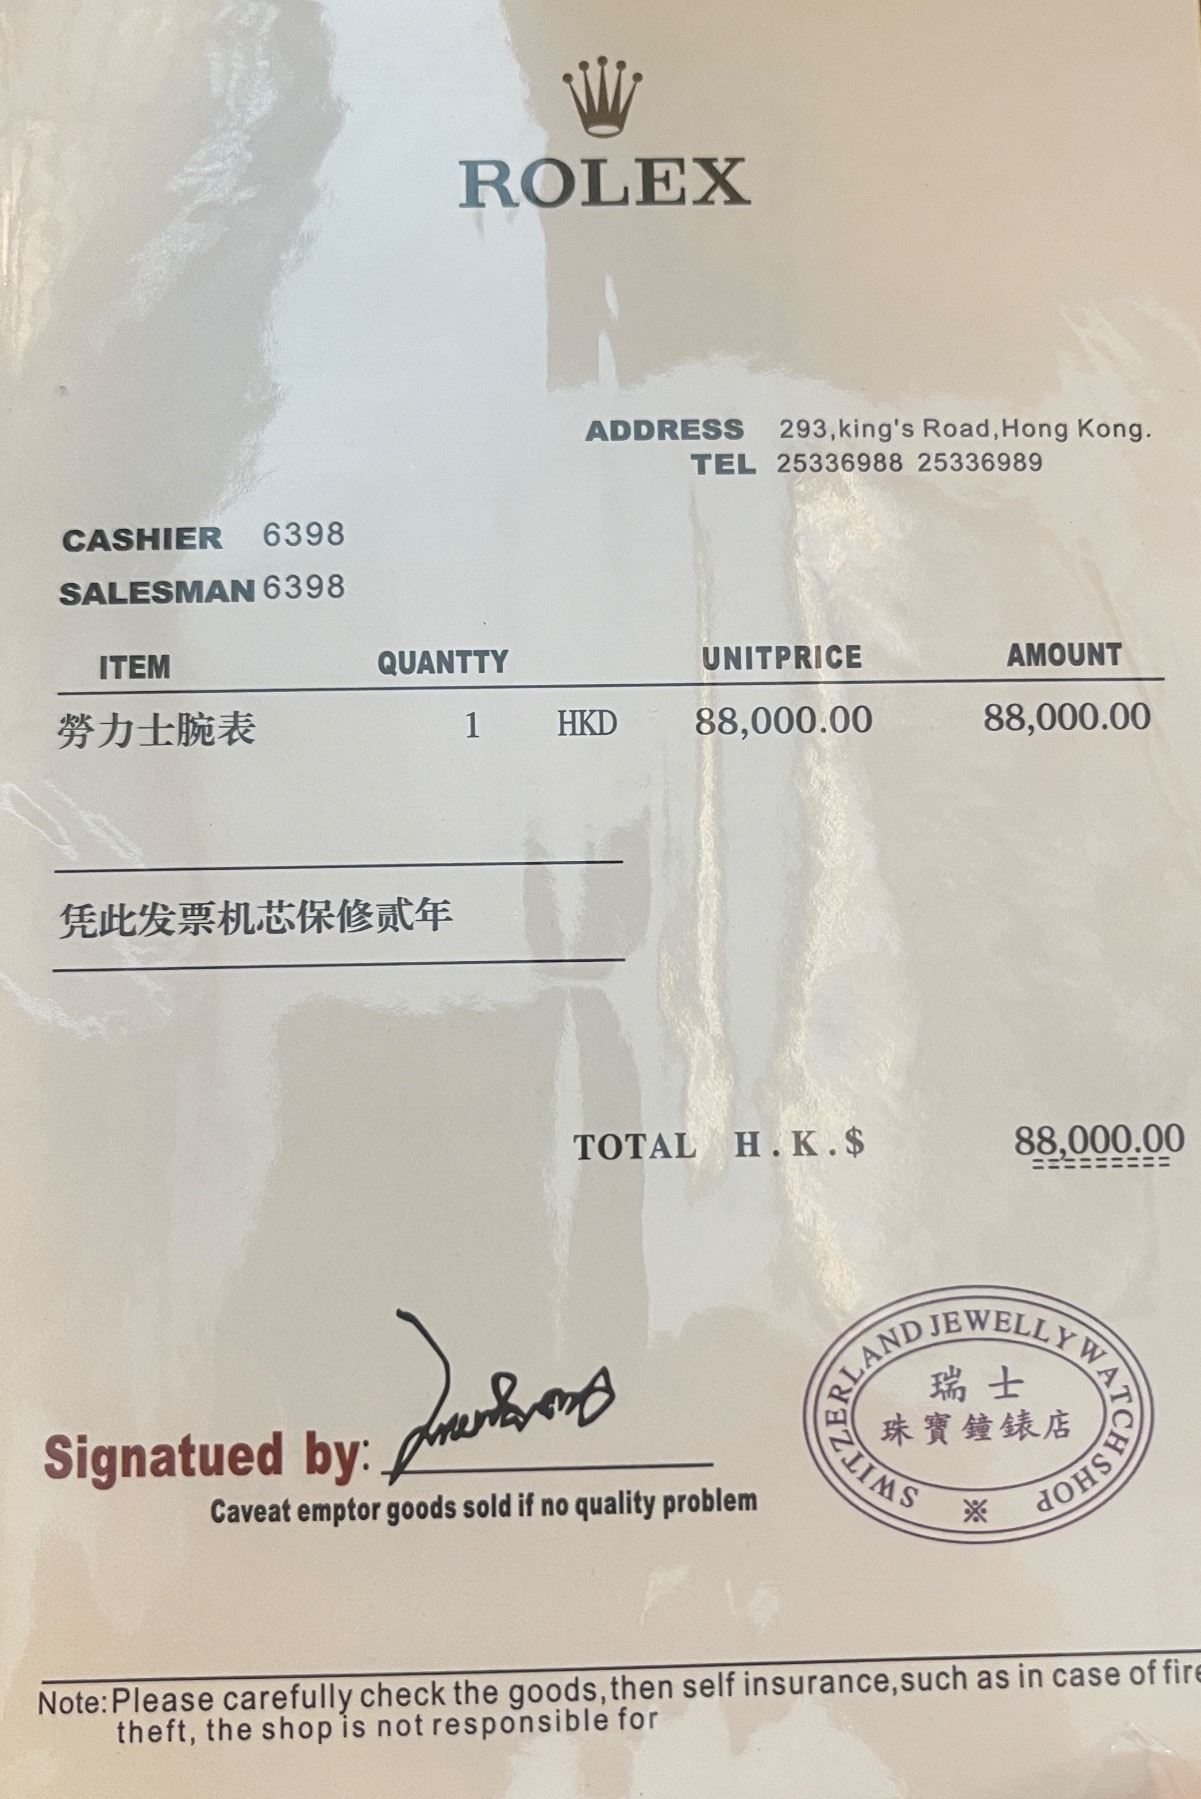 ROLEX
ADDRESS 293,king's Road,Hong Kong.
TEL 25336988 25336989
CASHIER 6398
SALESMAN 6398
ITEM QUANTTY UNITPRICE AMOUNT
勞力士腕表 1 HKD 88,000.00 88,000.00
凭此发票机芯保修贰年
TOTAL H.K.$ 88,000.00
=========
SWITZERLAND JEWELLY WATCH SHOP
瑞士
珠寶鐘錶店
※
Signatued by:
Caveat emptor goods sold if no quality problem
Note:Please carefully check the goods,then self insurance,such as in case of fire
theft, the shop is not responsible for